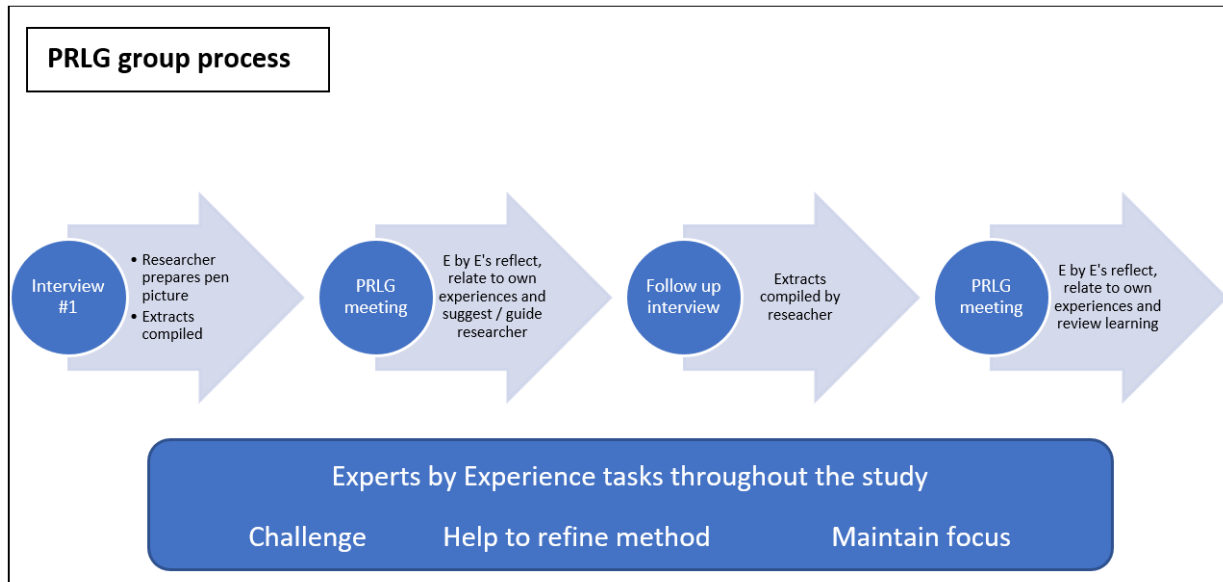 PRLG group process
Interview
#1
• Researcher
prepares pen
picture
• Extracts
compiled
PRLG
meeting
E by E's reflect,
relate to own
experiences and
suggest / guide
researcher
Follow up
interview
Extracts
compiled by
reseacher
PRLG
meeting
E by E's reflect,
relate to own
experiences and
review learning
Experts by Experience tasks throughout the study
Challenge Help to refine method Maintain focus